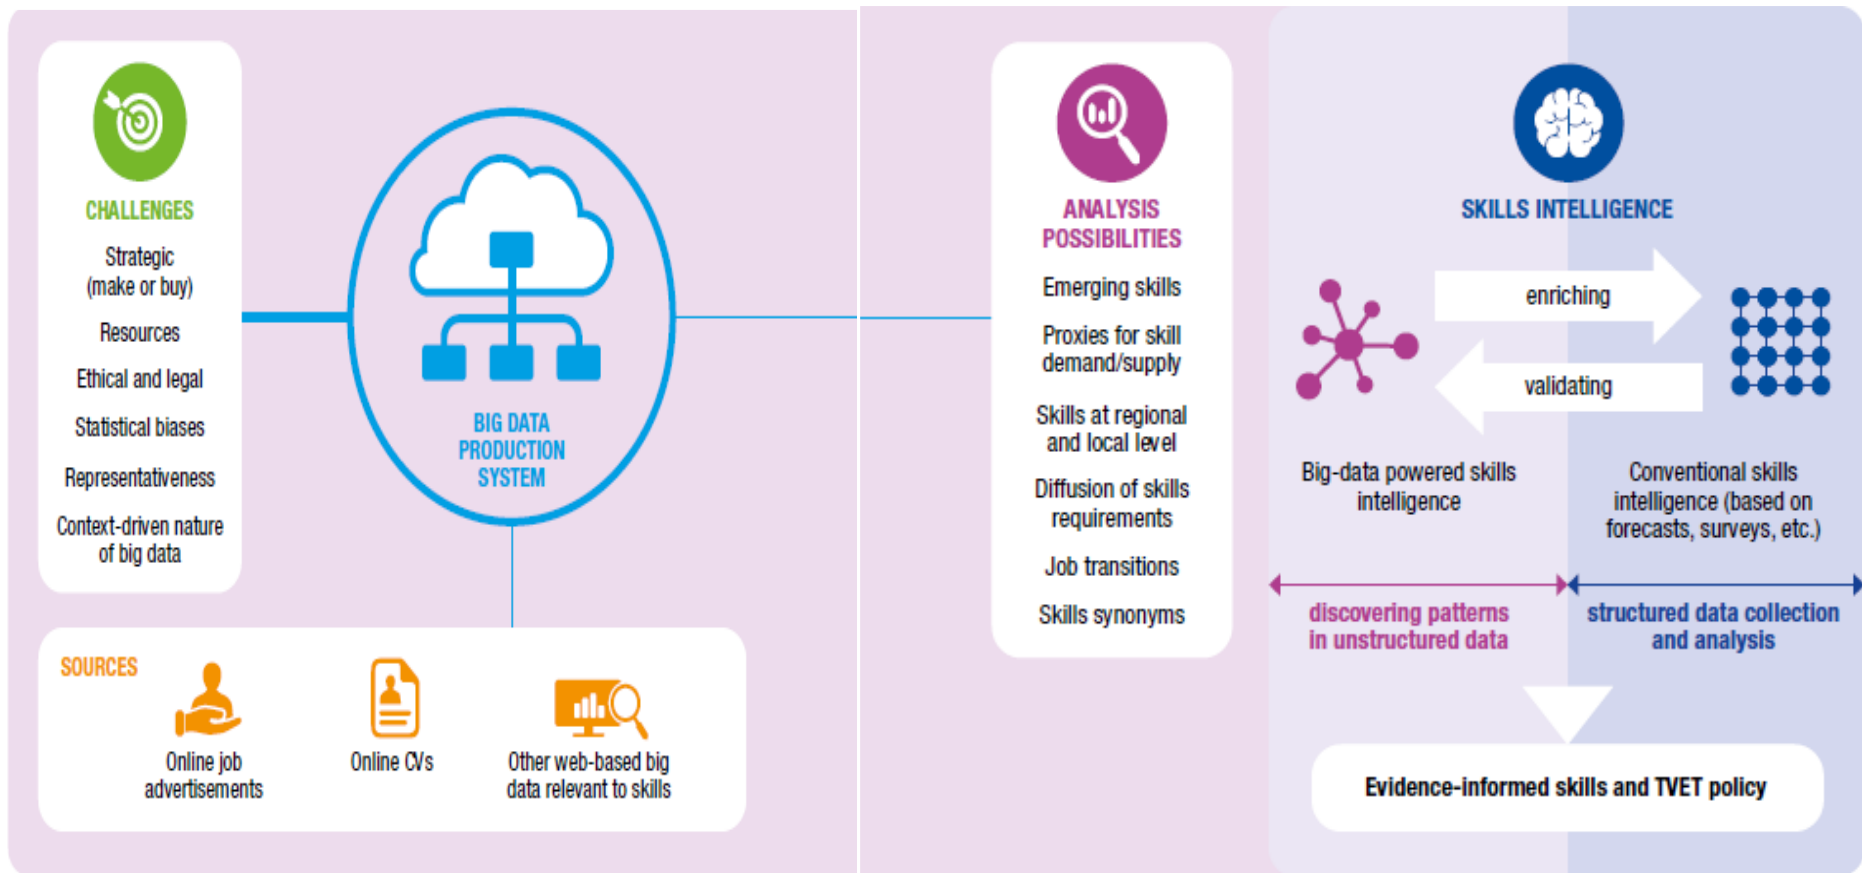 CHALLENGES
Strategic
(make or buy)
Resources
Ethical and legal
Statistical biases
Representativeness
Context-driven nature
of big data
BIG DATA
PRODUCTION
SYSTEM
SOURCES
Online job
advertisements
Online CVs
Other web-based big
data relevant to skills
ANALYSIS
POSSIBILITIES
Emerging skills
Proxies for skill
demand/supply
Skills at regional
and local level
Diffusion of skills
requirements
Job transitions
Skills synonyms
SKILLS INTELLIGENCE
enriching
validating
Big-data powered skills
intelligence
Conventional skills
intelligence (based on
forecasts, surveys, etc.)
discovering patterns
in unstructured data
structured data collection
and analysis
Evidence-informed skills and TVET policy